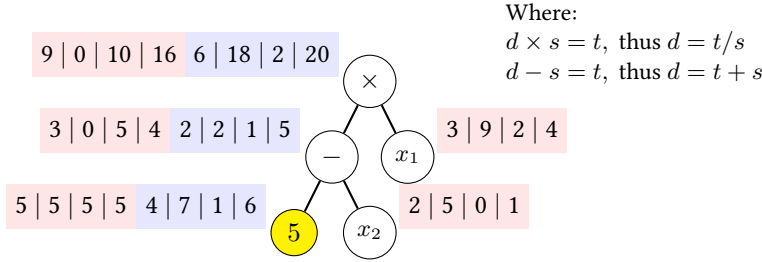 Where:
d × s = t, thus d = t/s
d − s = t, thus d = t + s
9 | 0 | 10 | 16 6 | 18 | 2 | 20
×
3 | 0 | 5 | 4 2 | 2 | 1 | 5
−
x₁
3 | 9 | 2 | 4
5 | 5 | 5 | 5 4 | 7 | 1 | 6
5
x₂
2 | 5 | 0 | 1